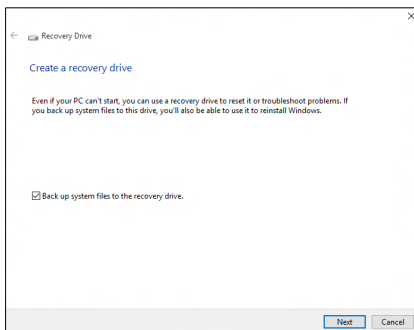 Recovery Drive
Create a recovery drive
Even if your PC can't start, you can use a recovery drive to reset it or troubleshoot problems. If
you back up system files to this drive, you'll also be able to use it to reinstall Windows.
Back up system files to the recovery drive.
Next Cancel